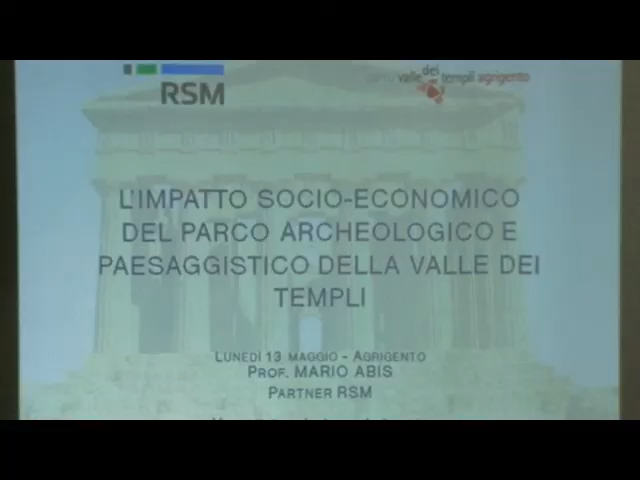 RSM
valle dei templi agrigento
L'IMPATTO SOCIO-ECONOMICO
DEL PARCO ARCHEOLOGICO E
PAESAGGISTICO DELLA VALLE DEI
TEMPLI
LUNEDÌ 13 MAGGIO - AGRIGENTO
PROF. MARIO ABIS
PARTNER RSM